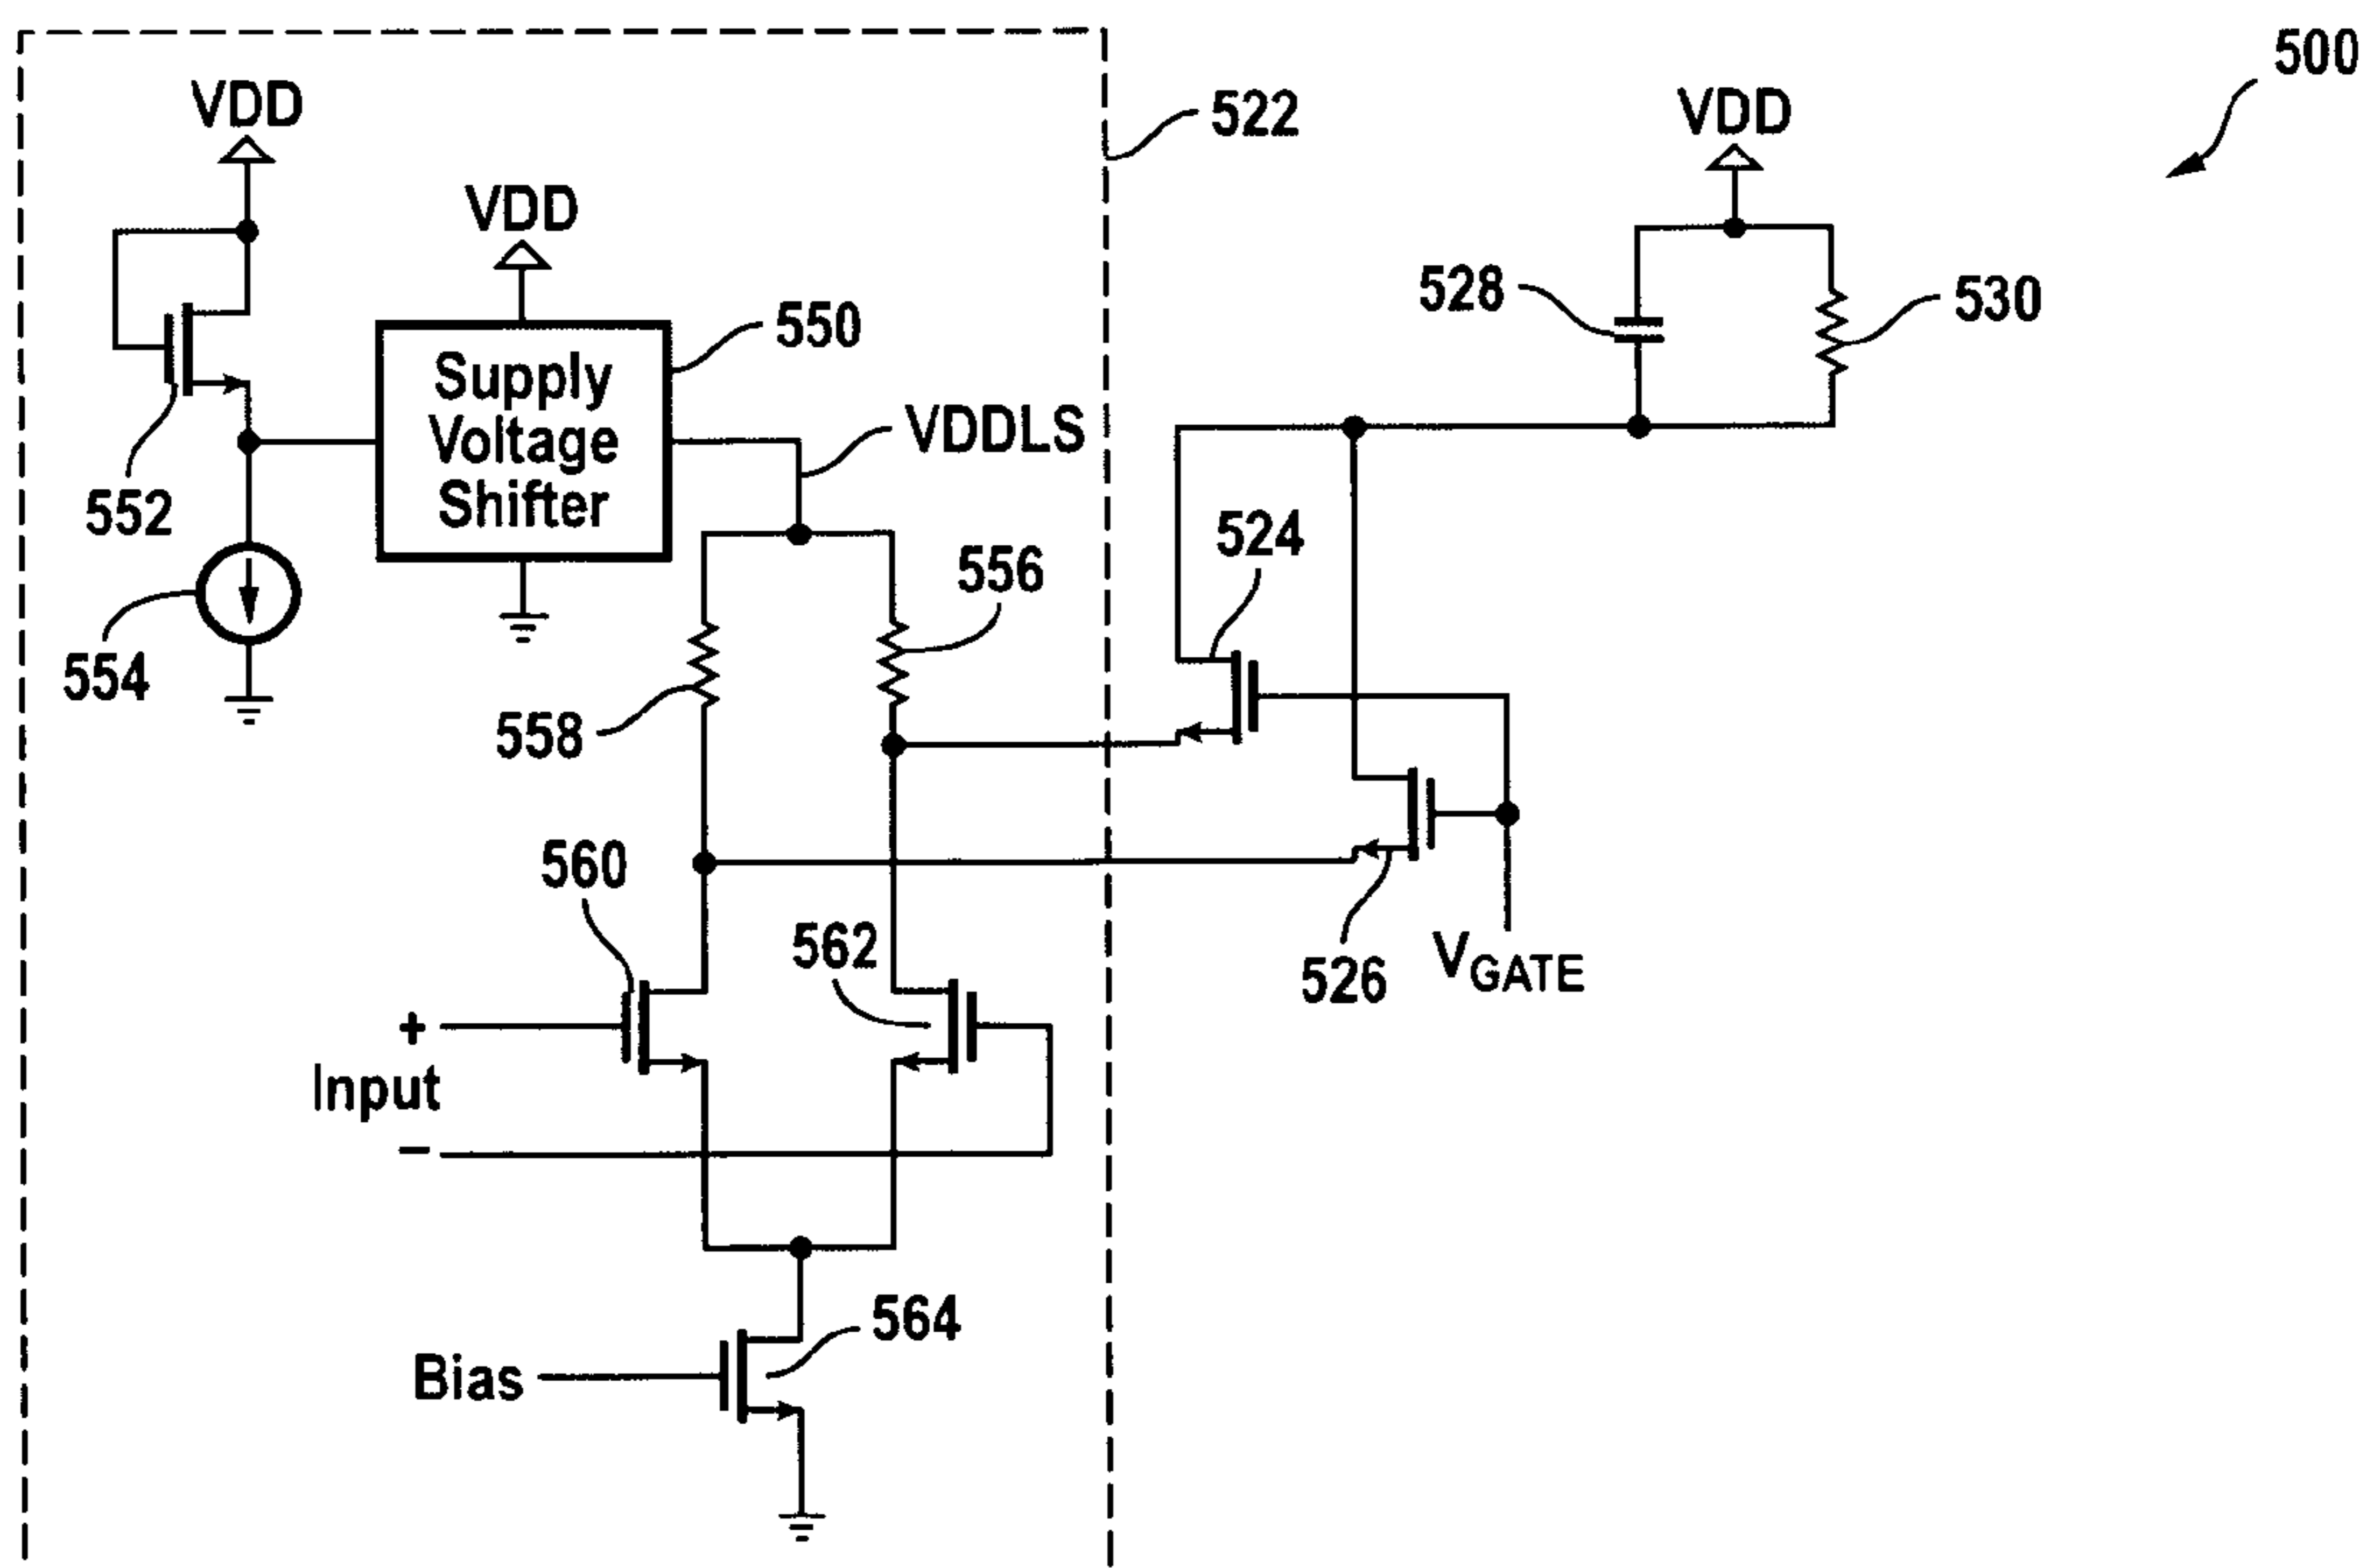 500
VDD
522
VDD
VDD
528
530
550
Supply
Voltage
Shifter
VDDLS
552
524
556
554
558
560
562
526
VGATE
+
Input
−
564
Bias